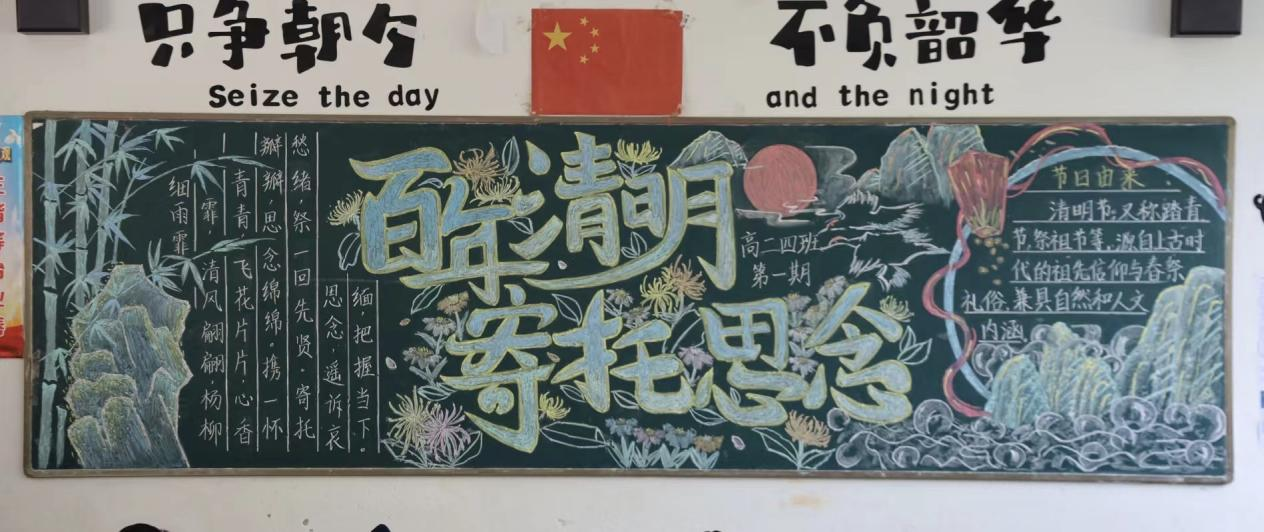 只争朝夕
不负韶华
Seize the day
and the night
细雨霏
霏,清风翩翩,杨柳
青青,飞花片片,心香
瓣瓣,思念绵绵。携一怀
愁绪,祭一回先贤,寄托
思念,遥诉哀
缅,把握当下。
百年清明
寄托思念
高二四班
第一期
节日由来:
清明节,又称踏青
节,祭祖节等,源自上古时
代的祖先信仰与春祭
礼俗,兼具自然和人文
内涵